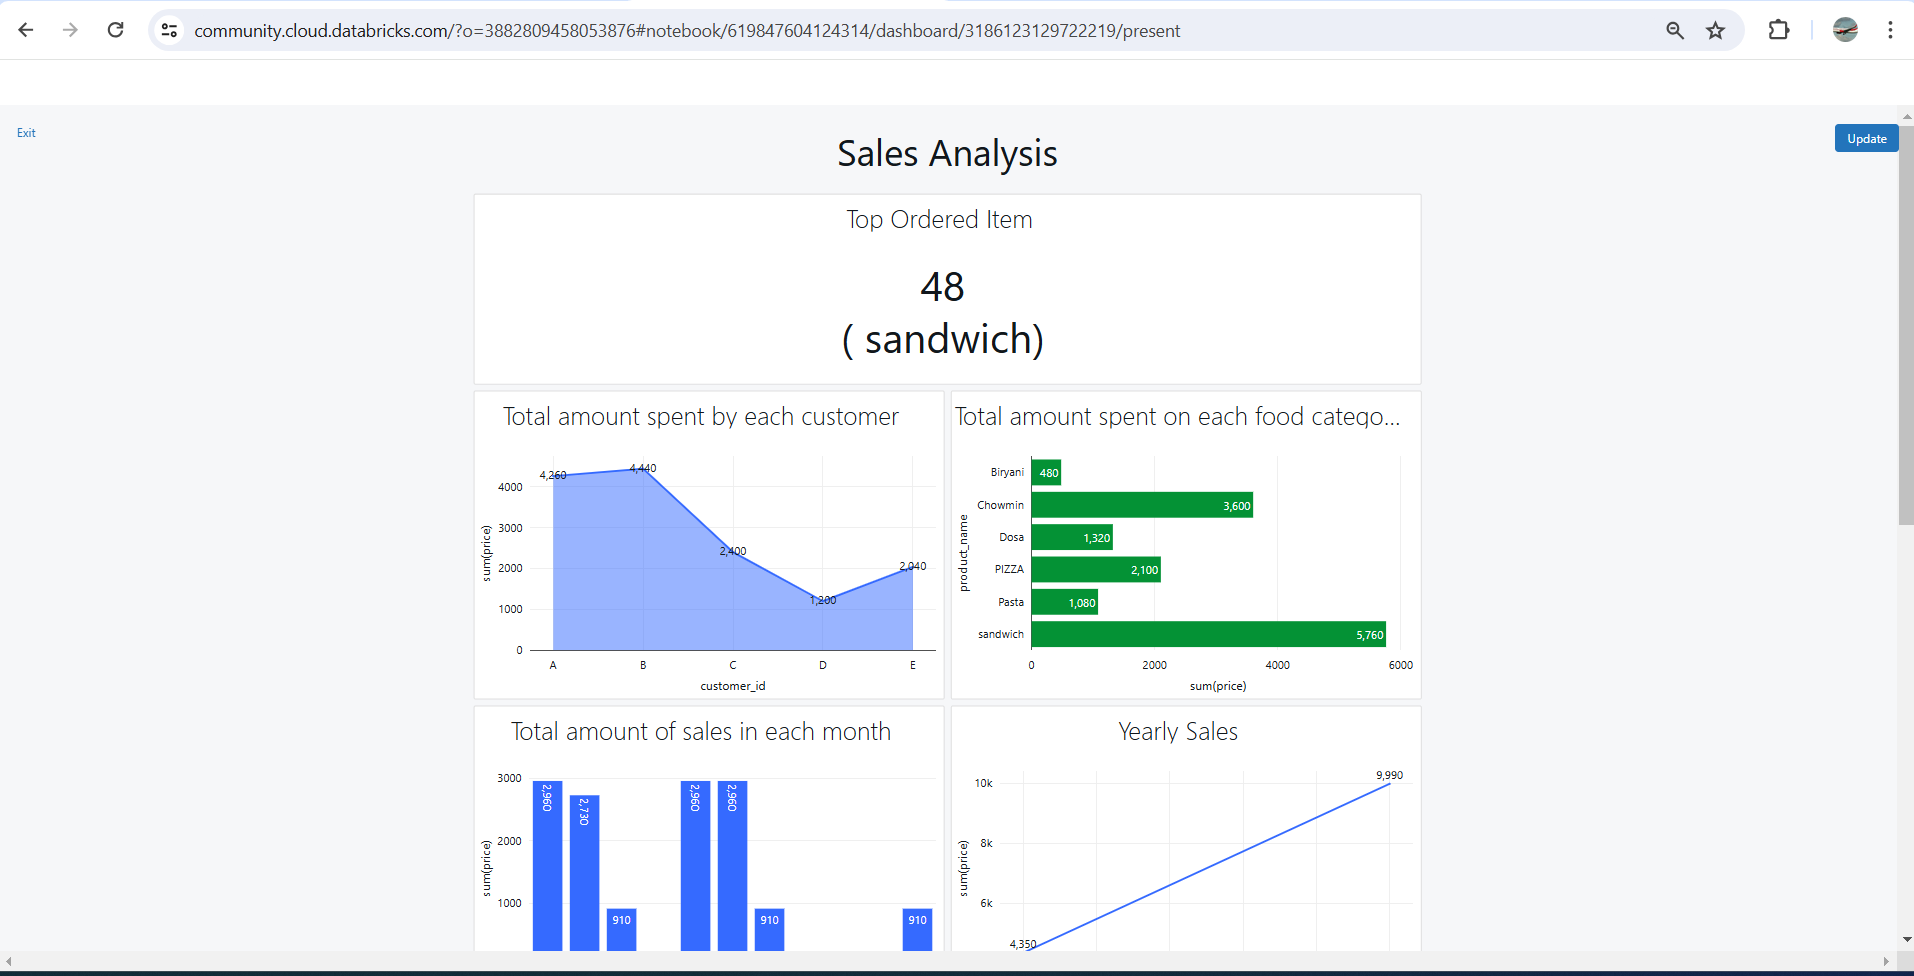 community.cloud.databricks.com/?o=3882809458053876#notebook/619847604124314/dashboard/3186123129722219/present
Exit
Update
Sales Analysis
Top Ordered Item
48
( sandwich)
Total amount spent by each customer
4,260
4,440
2,400
1,200
2,040
4000
3000
2000
1000
0
sum(price)
A B C D E
customer_id
Total amount spent on each food catego...
product_name
Biryani 480
Chowmin 3,600
Dosa 1,320
PIZZA 2,100
Pasta 1,080
sandwich 5,760
0 2000 4000 6000
sum(price)
Total amount of sales in each month
3000
2000
1000
sum(price)
2,960
2,730
910
2,960
2,960
910
910
Yearly Sales
10k
8k
6k
sum(price)
9,990
4,350